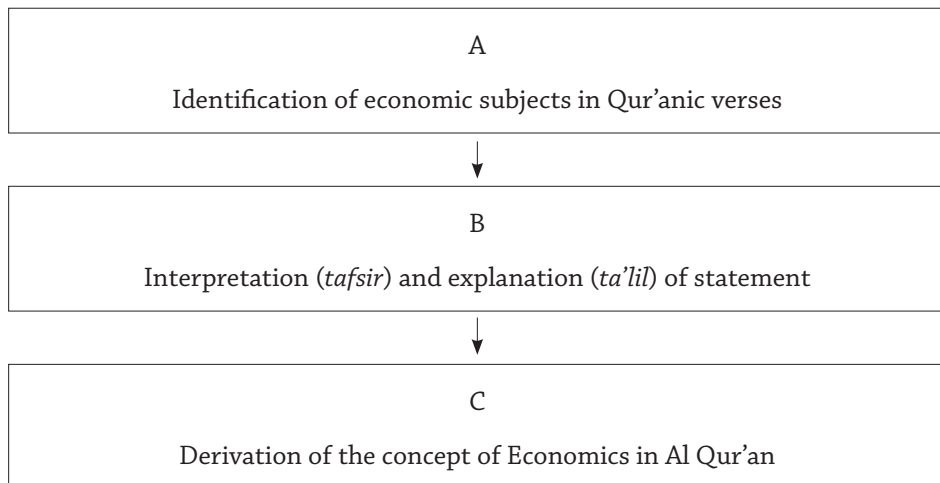 A
Identification of economic subjects in Qur’anic verses
B
Interpretation (tafsir) and explanation (ta’lil) of statement
C
Derivation of the concept of Economics in Al Qur’an